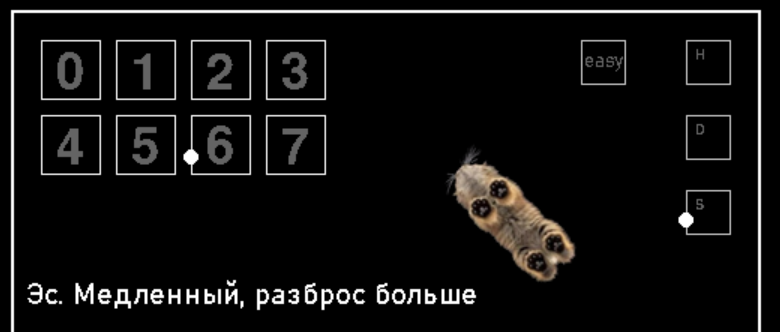 0 1 2 3 easy H
4 5 6 7 D
S
Эс. Медленный, разброс больше